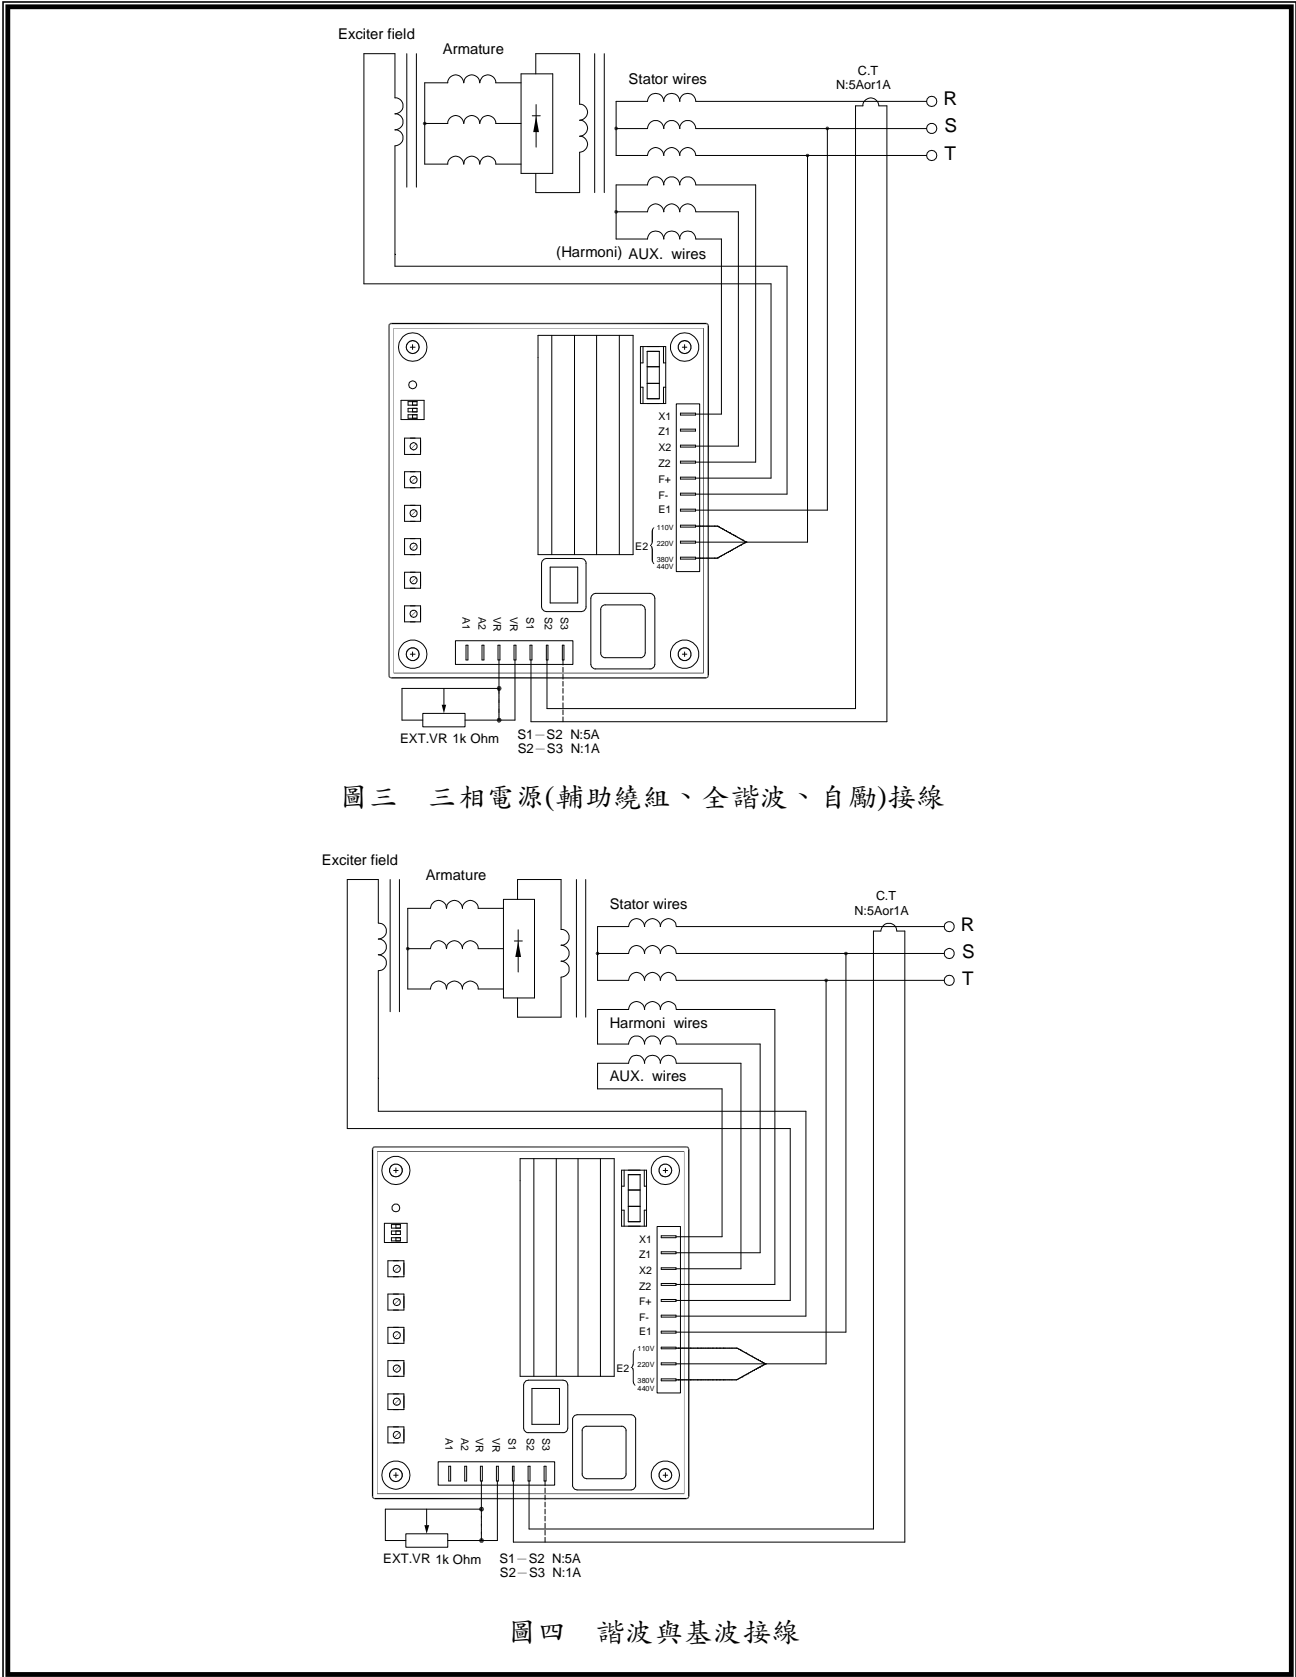 Exciter field
Armature
Stator wires
C.T
N:5Aor1A
R
S
T
(Harmoni) AUX. wires
X1
Z1
X2
Z2
F+
F-
E1
110V
E2
220V
380V
440V
A1
A2
VR
VR
S1
S2
S3
EXT.VR 1k Ohm
S1-S2 N:5A
S2-S3 N:1A
圖三 三相電源(輔助繞組、全諧波、自勵)接線
Exciter field
Armature
Stator wires
C.T
N:5Aor1A
R
S
T
Harmoni wires
AUX. wires
X1
Z1
X2
Z2
F+
F-
E1
110V
E2
220V
380V
440V
A1
A2
VR
VR
S1
S2
S3
EXT.VR 1k Ohm
S1-S2 N:5A
S2-S3 N:1A
圖四 諧波與基波接線